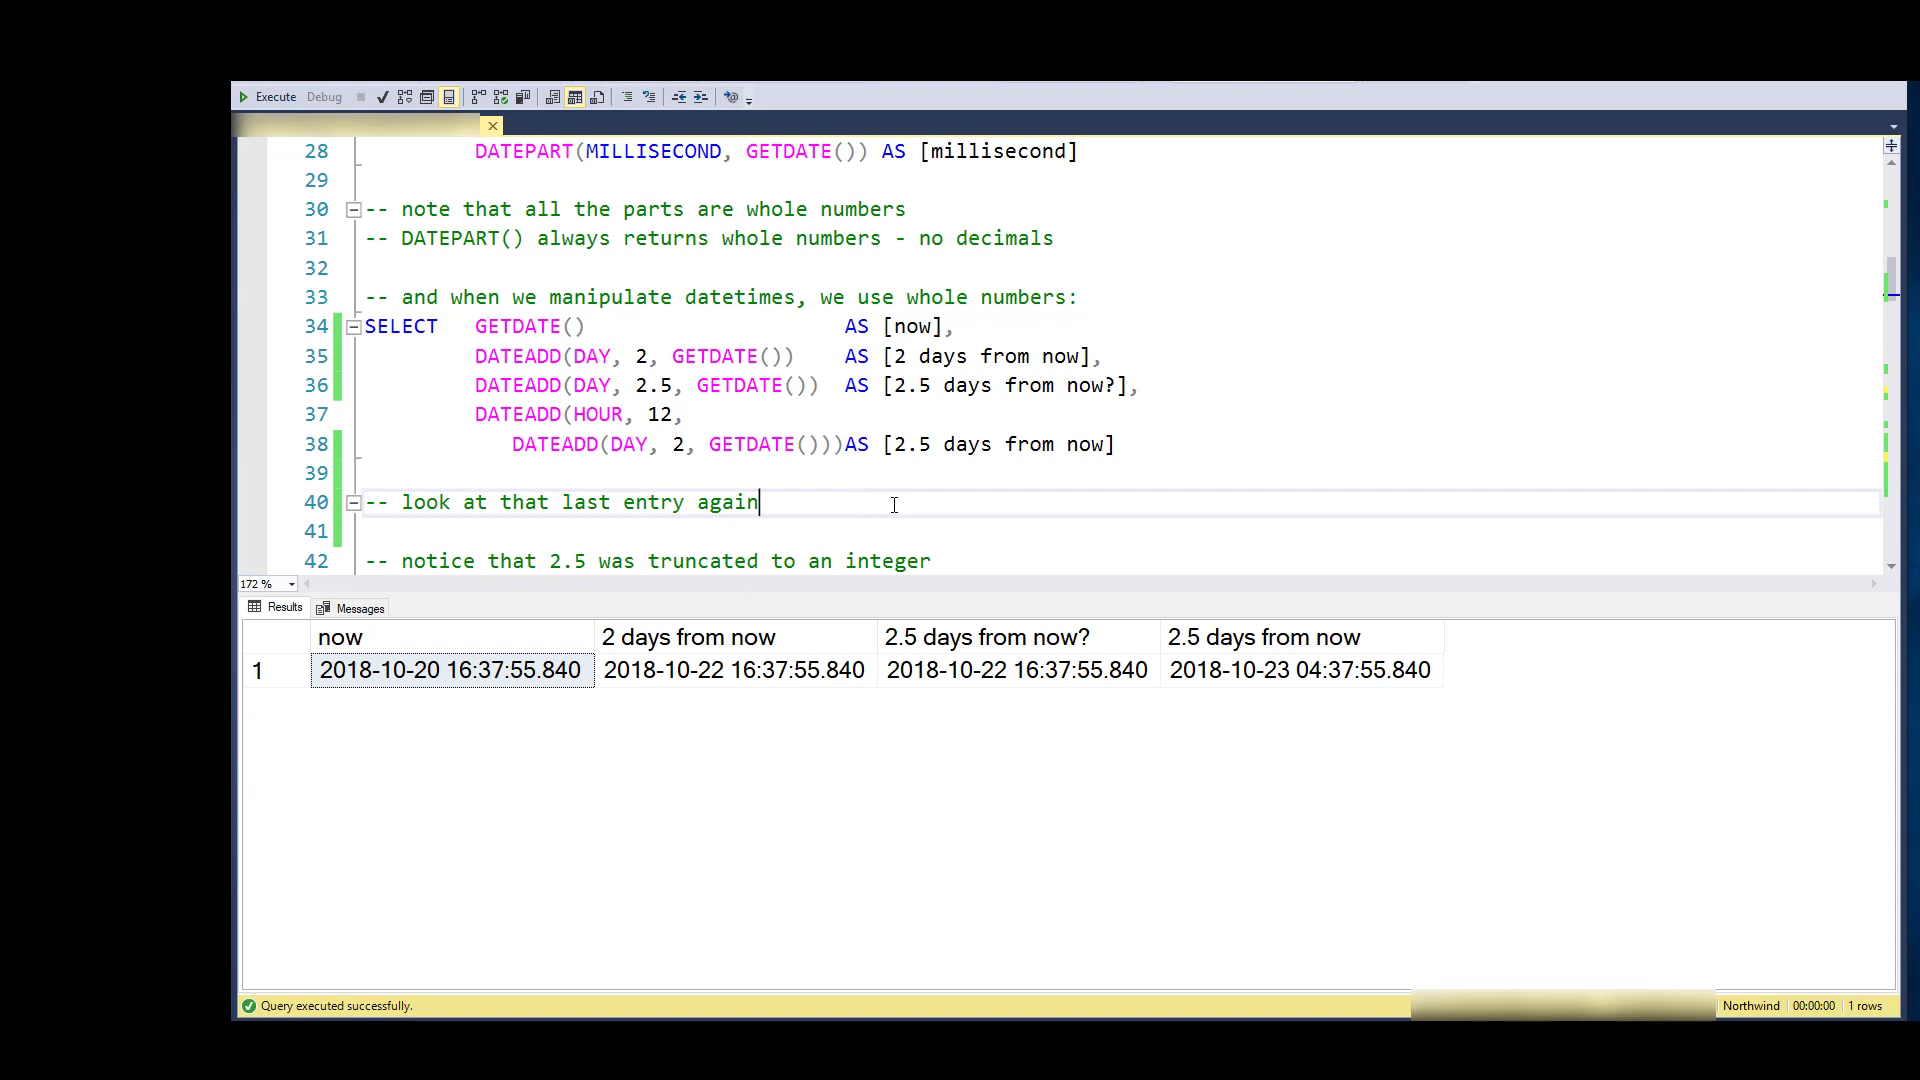 Execute Debug
28 DATEPART(MILLISECOND, GETDATE()) AS [millisecond]
29
30 -- note that all the parts are whole numbers
31 -- DATEPART() always returns whole numbers - no decimals
32
33 -- and when we manipulate datetimes, we use whole numbers:
34 SELECT GETDATE() AS [now],
35 DATEADD(DAY, 2, GETDATE()) AS [2 days from now],
36 DATEADD(DAY, 2.5, GETDATE()) AS [2.5 days from now?],
37 DATEADD(HOUR, 12,
38 DATEADD(DAY, 2, GETDATE()))AS [2.5 days from now]
39
40 -- look at that last entry again
41
42 -- notice that 2.5 was truncated to an integer
172 %
Results Messages
now 2 days from now 2.5 days from now? 2.5 days from now
1 2018-10-20 16:37:55.840 2018-10-22 16:37:55.840 2018-10-22 16:37:55.840 2018-10-23 04:37:55.840
Query executed successfully. Northwind 00:00:00 1 rows